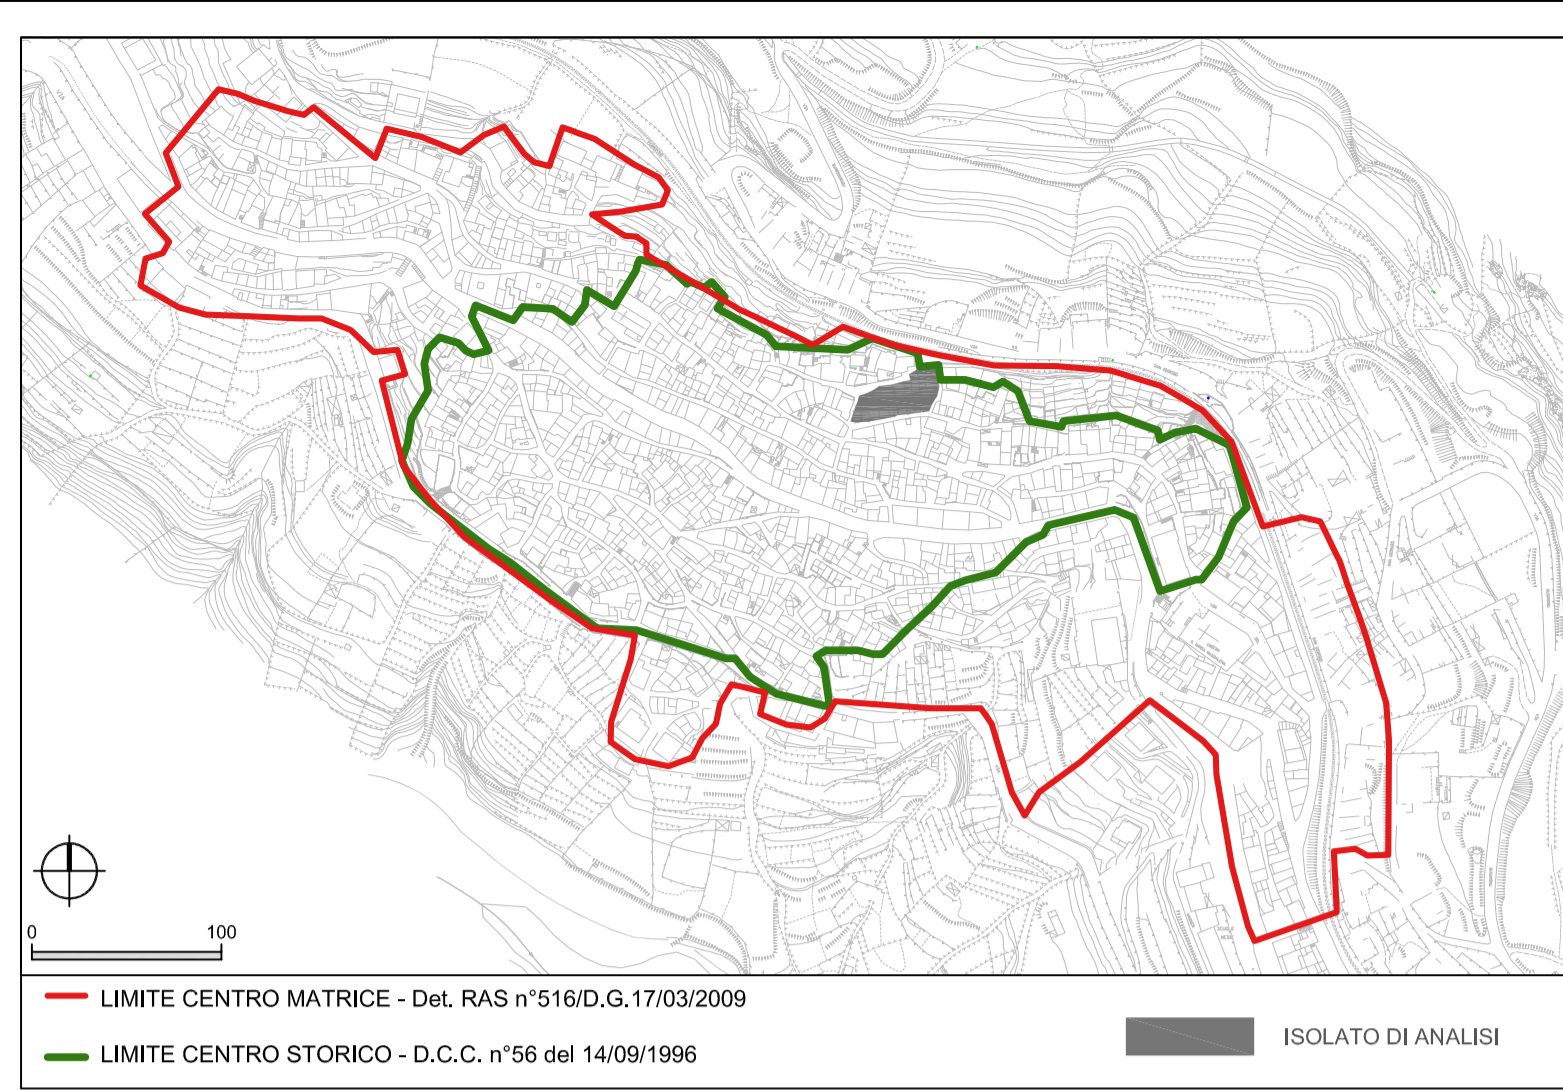 0 100
LIMITE CENTRO MATRICE - Det. RAS n°516/D.G.17/03/2009
LIMITE CENTRO STORICO - D.C.C. n°56 del 14/09/1996
ISOLATO DI ANALISI